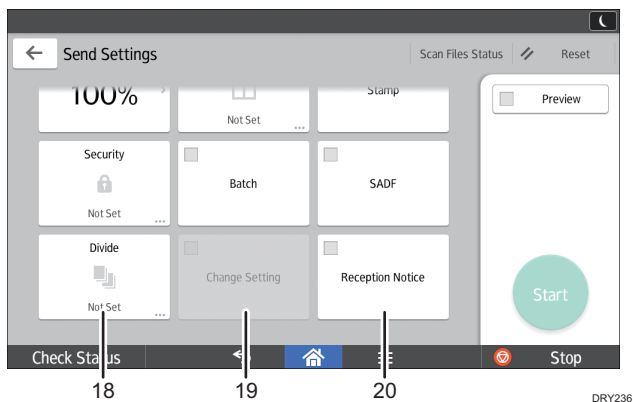 Send Settings
Scan Files Status
Reset
100%
Not Set
Stamp
Preview
Security
Not Set
Batch
SADF
Divide
Not Set
Change Setting
Reception Notice
Start
Check Status
Stop
18
19
20
DRY236